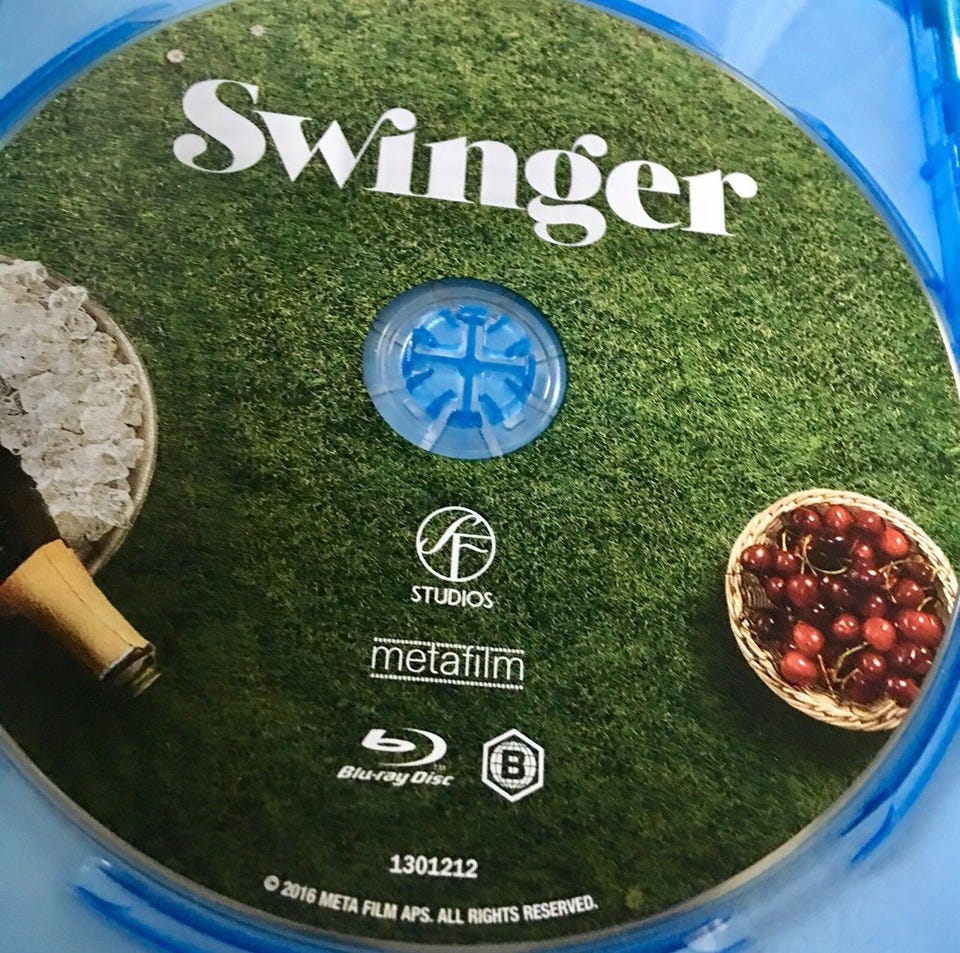 Swinger
SF
STUDIOS
metafilm
Blu-ray Disc
B
1301212
© 2016 META FILM APS. ALL RIGHTS RESERVED.